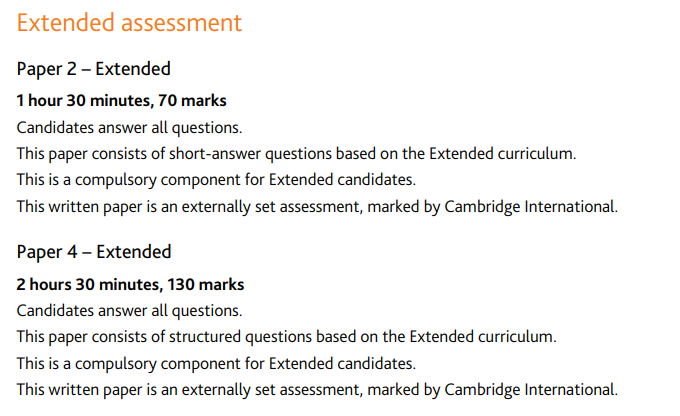 Extended assessment
Paper 2 – Extended
1 hour 30 minutes, 70 marks
Candidates answer all questions.
This paper consists of short-answer questions based on the Extended curriculum.
This is a compulsory component for Extended candidates.
This written paper is an externally set assessment, marked by Cambridge International.
Paper 4 – Extended
2 hours 30 minutes, 130 marks
Candidates answer all questions.
This paper consists of structured questions based on the Extended curriculum.
This is a compulsory component for Extended candidates.
This written paper is an externally set assessment, marked by Cambridge International.